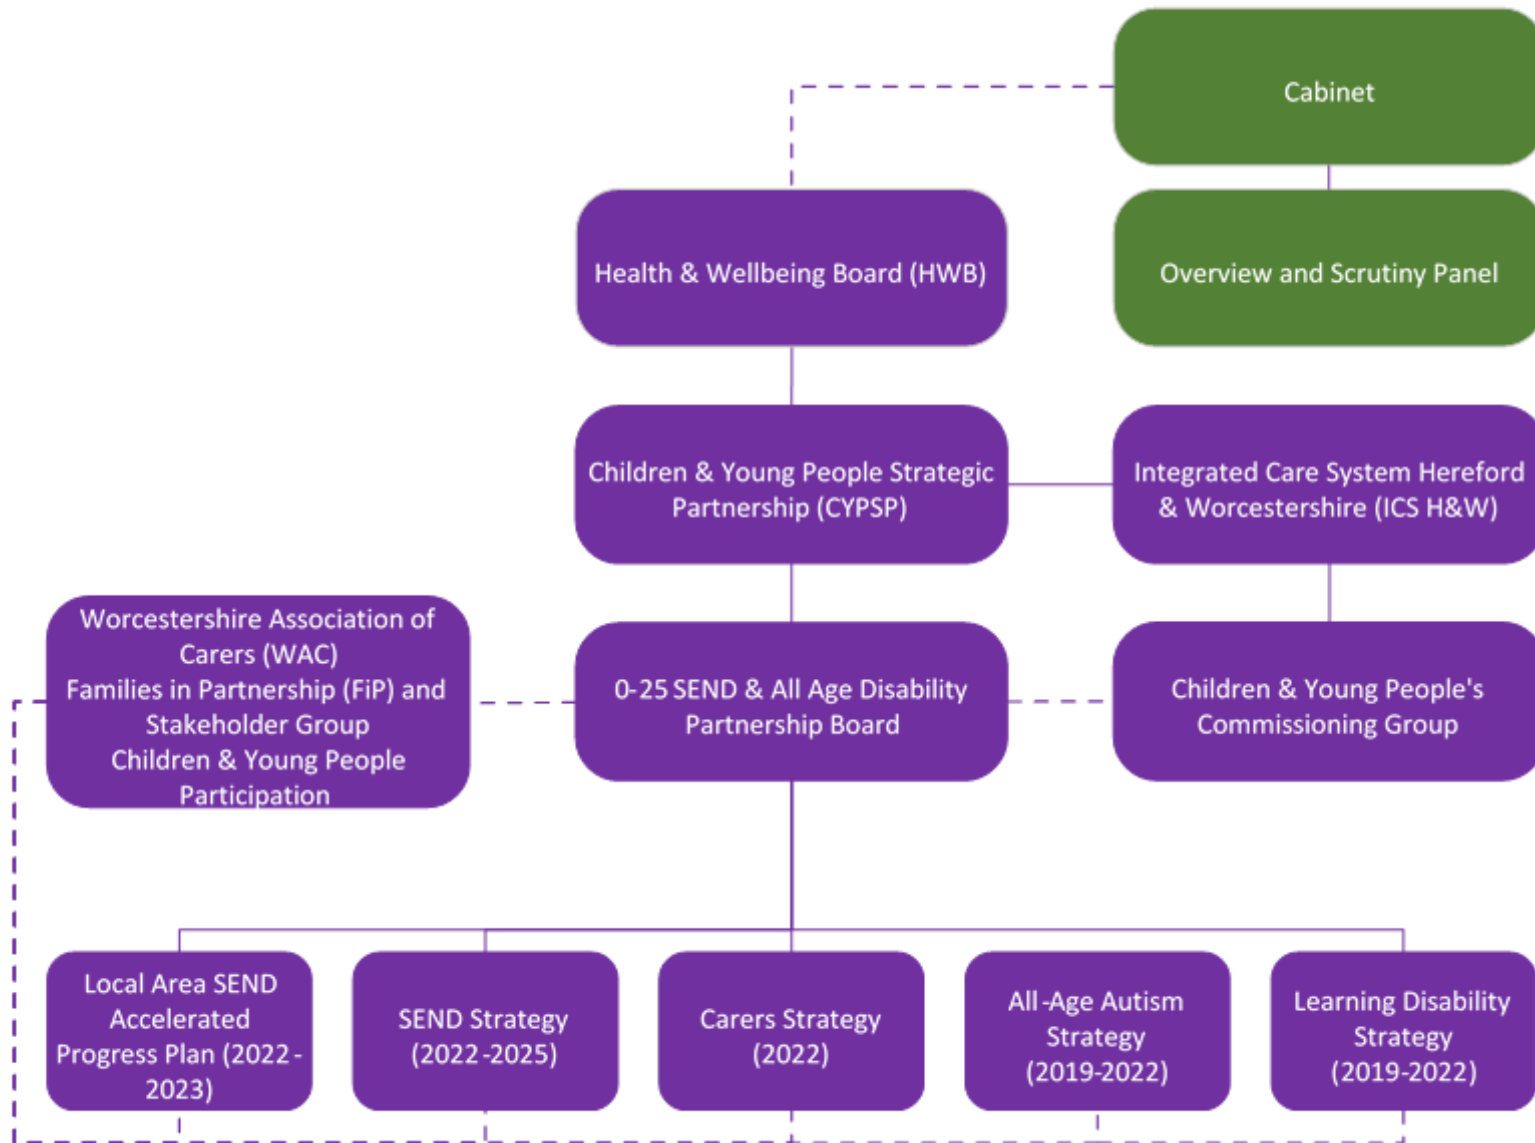 Cabinet
Health & Wellbeing Board (HWB)
Overview and Scrutiny Panel
Children & Young People Strategic
Partnership (CYPSP)
Integrated Care System Hereford
& Worcestershire (ICS H&W)
Worcestershire Association of
Carers (WAC)
Families in Partnership (FiP) and
Stakeholder Group
Children & Young People
Participation
0-25 SEND & All Age Disability
Partnership Board
Children & Young People's
Commissioning Group
Local Area SEND
Accelerated
Progress Plan (2022-
2023)
SEND Strategy
(2022-2025)
Carers Strategy
(2022)
All-Age Autism
Strategy
(2019-2022)
Learning Disability
Strategy
(2019-2022)